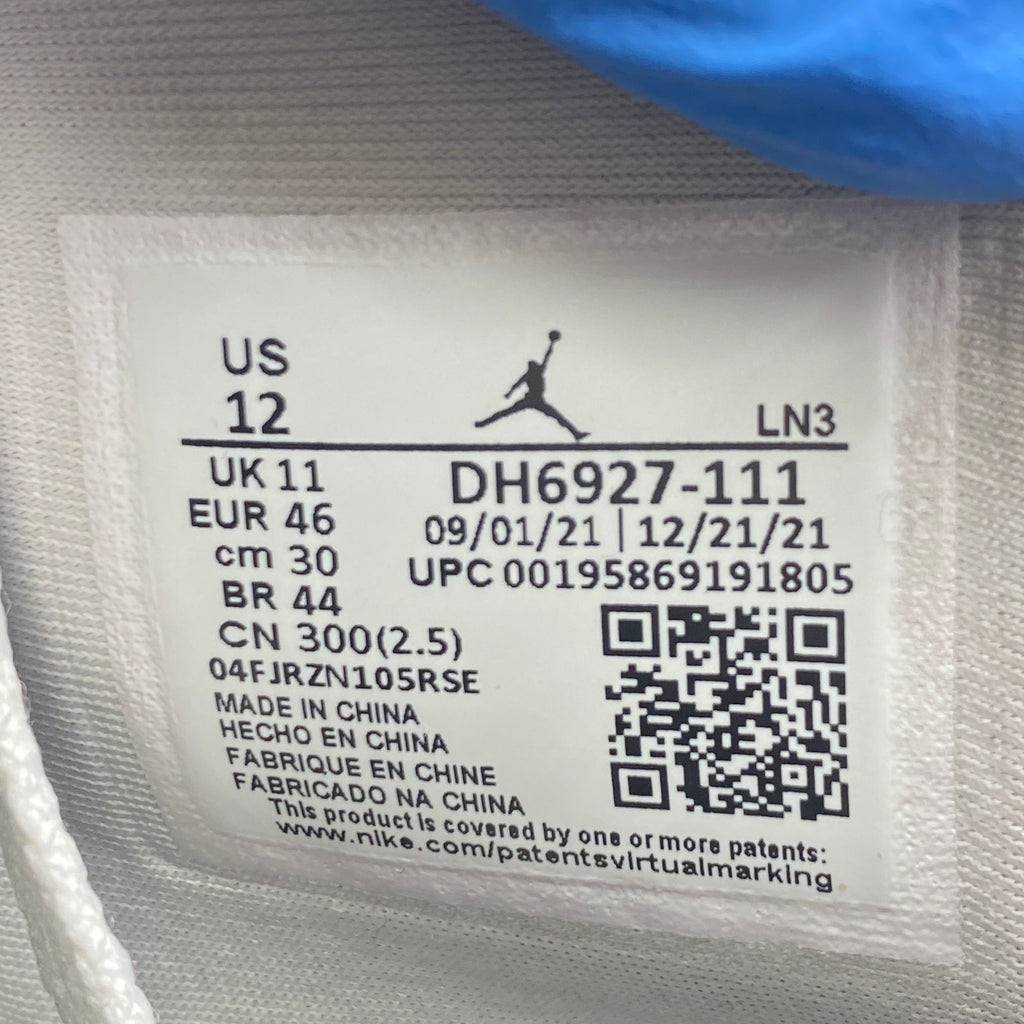 US
12
LN3
UK 11
EUR 46
cm 30
BR 44
CN 300(2.5)
DH6927-111
09/01/21 | 12/21/21
UPC 00195869191805
04FJRZN105RSE
MADE IN CHINA
HECHO EN CHINA
FABRIQUE EN CHINE
FABRICADO NA CHINA
This product is covered by one or more patents:
www.nike.com/patentsvirtualmarking